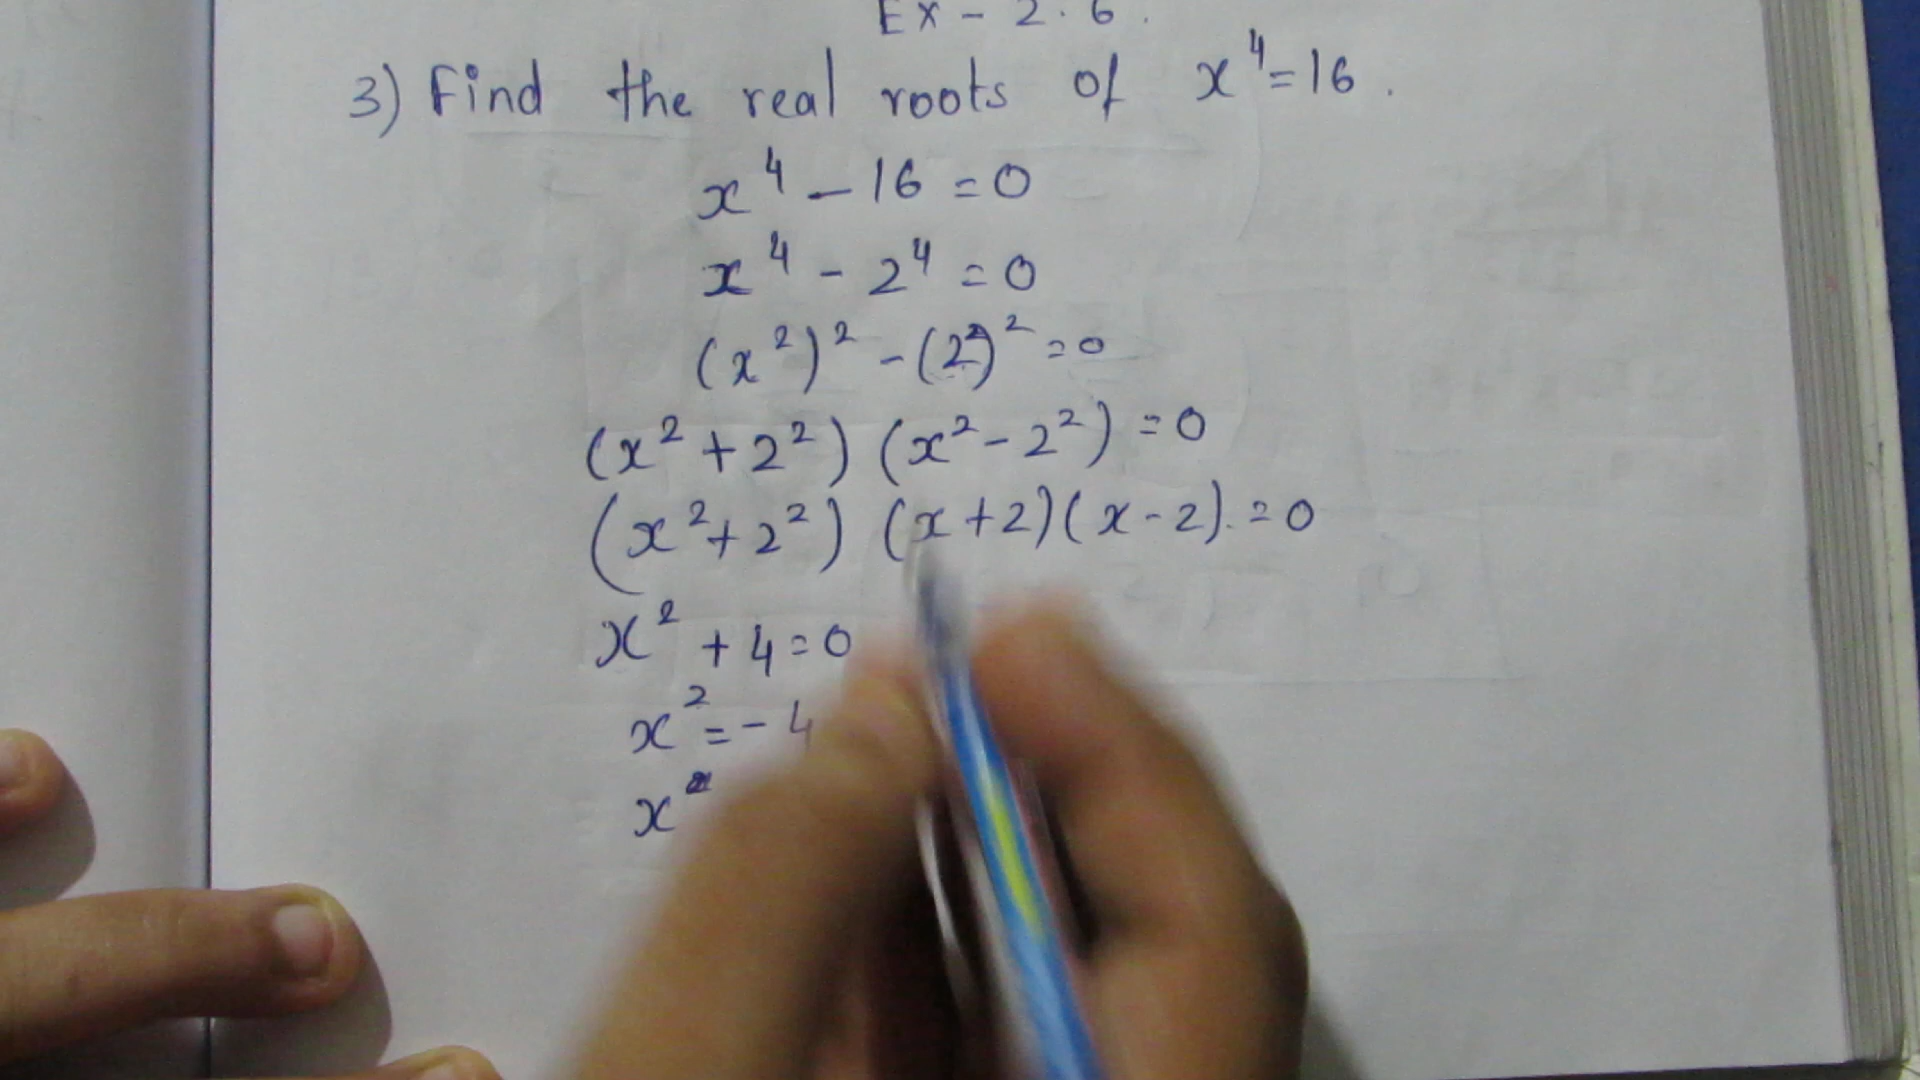 Ex - 2.6.
3) Find the real roots of x⁴=16.
x⁴ - 16 = 0
x⁴ - 2⁴ = 0
(x²)² - (2²)² = 0
(x² + 2²) (x² - 2²) = 0
(x² + 2²) (x+2)(x-2). = 0
x² + 4 = 0
x² = - 4
x